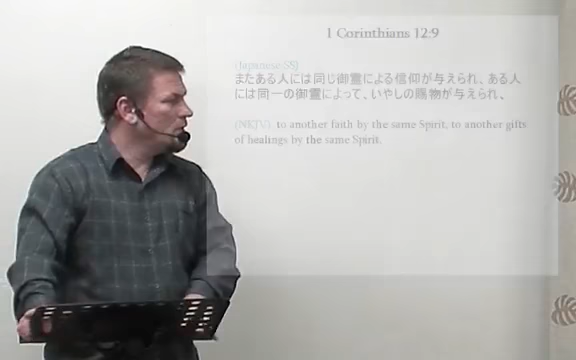 1 Corinthians 12:9
(Japanese SS)
またある人には同じ御霊による信仰が与えられ、ある人
には同一の御霊によって、いやしの賜物が与えられ、
(NKJV) to another faith by the same Spirit, to another gifts
of healings by the same Spirit.